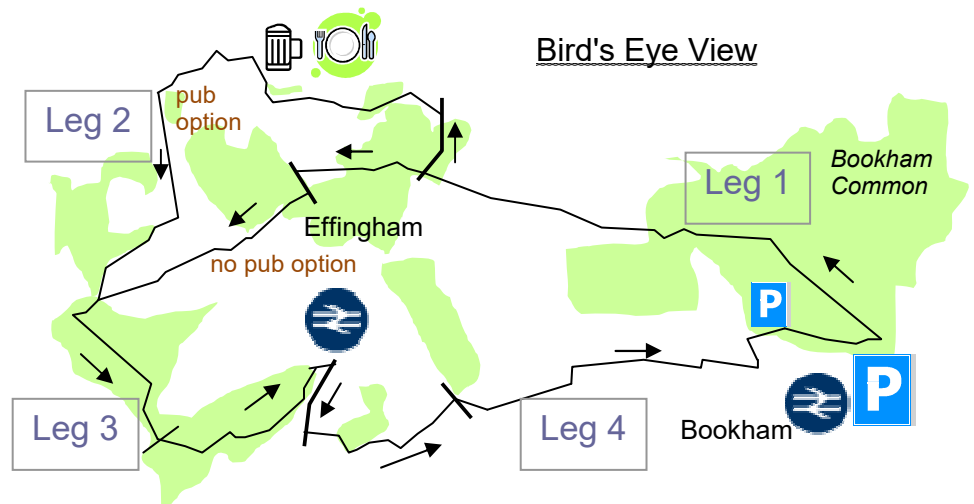 Bird's Eye View
pub
option
Leg 2
Bookham
Common
Leg 1
Effingham
no pub option
P
P
Leg 3
Leg 4
Bookham